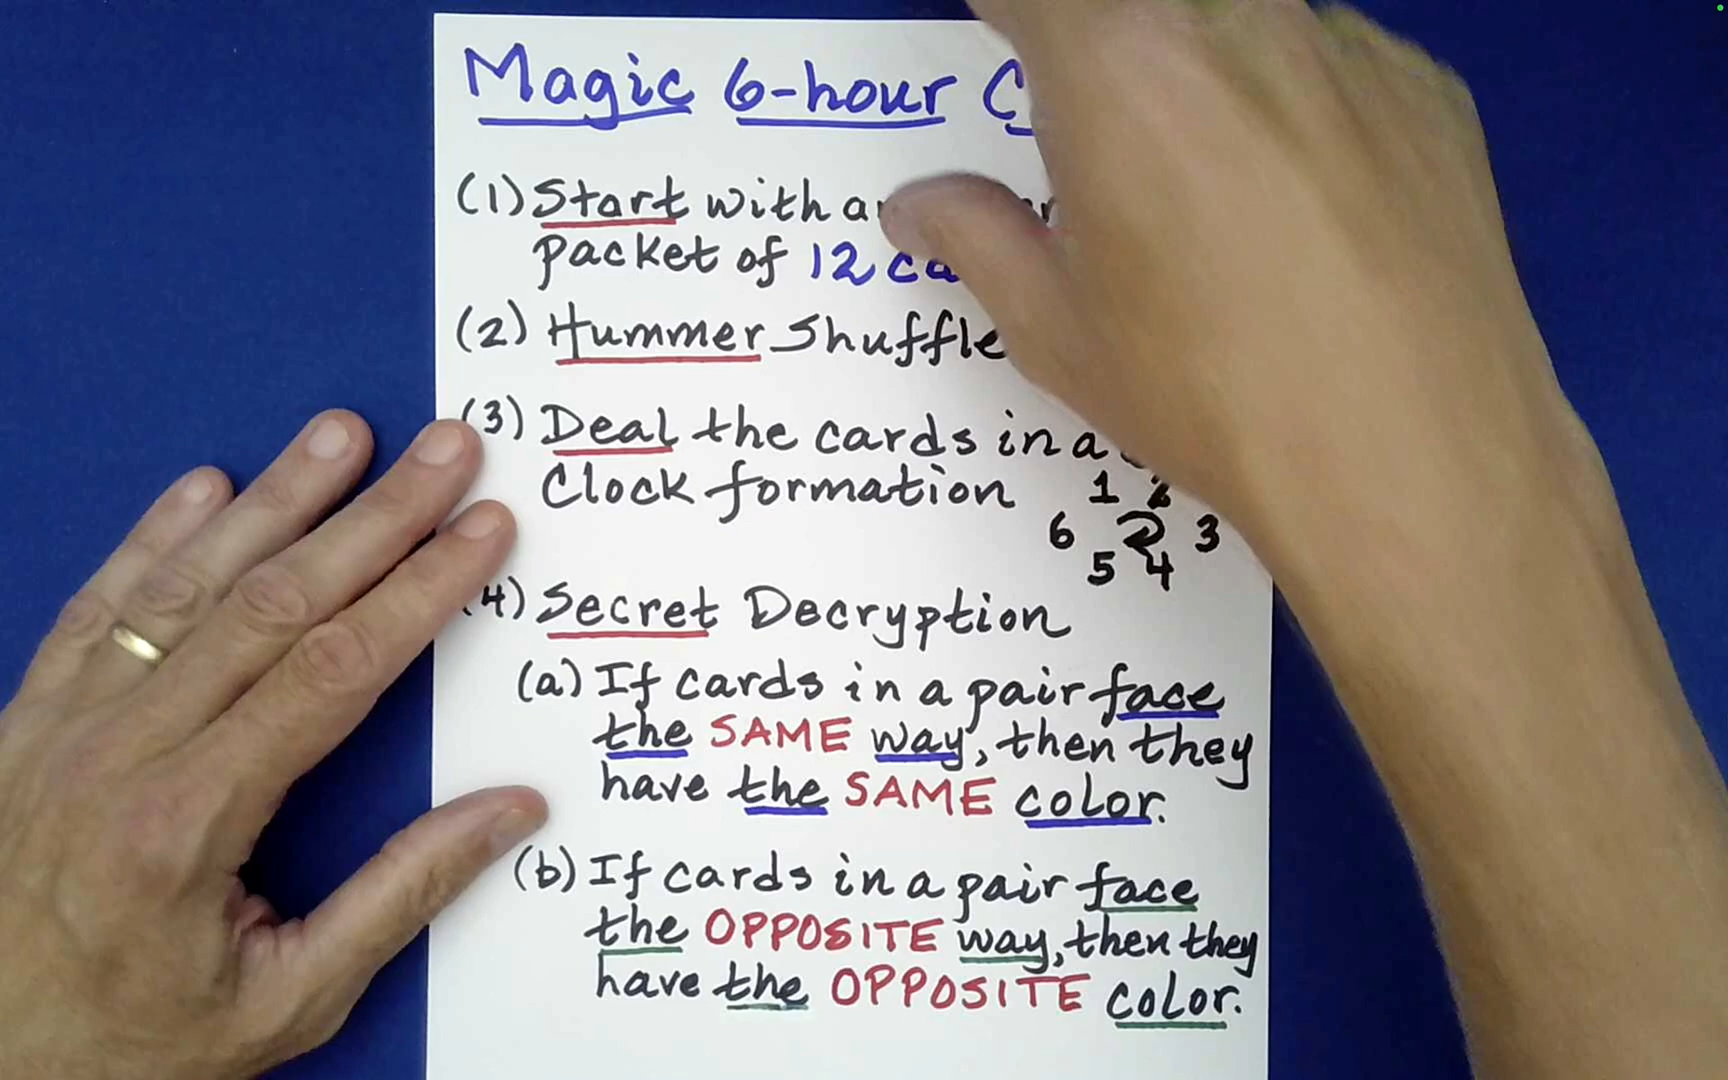 Magic 6-hour
(1) Start with
packet of 12
(2) Hummer Shuffle
(3) Deal the cards in a
Clock formation
1 2
6 3
5 4
(4) Secret Decryption
(a) If cards in a pair face
the SAME way, then they
have the SAME color.
(b) If cards in a pair face
the OPPOSITE way, then they
have the OPPOSITE color.